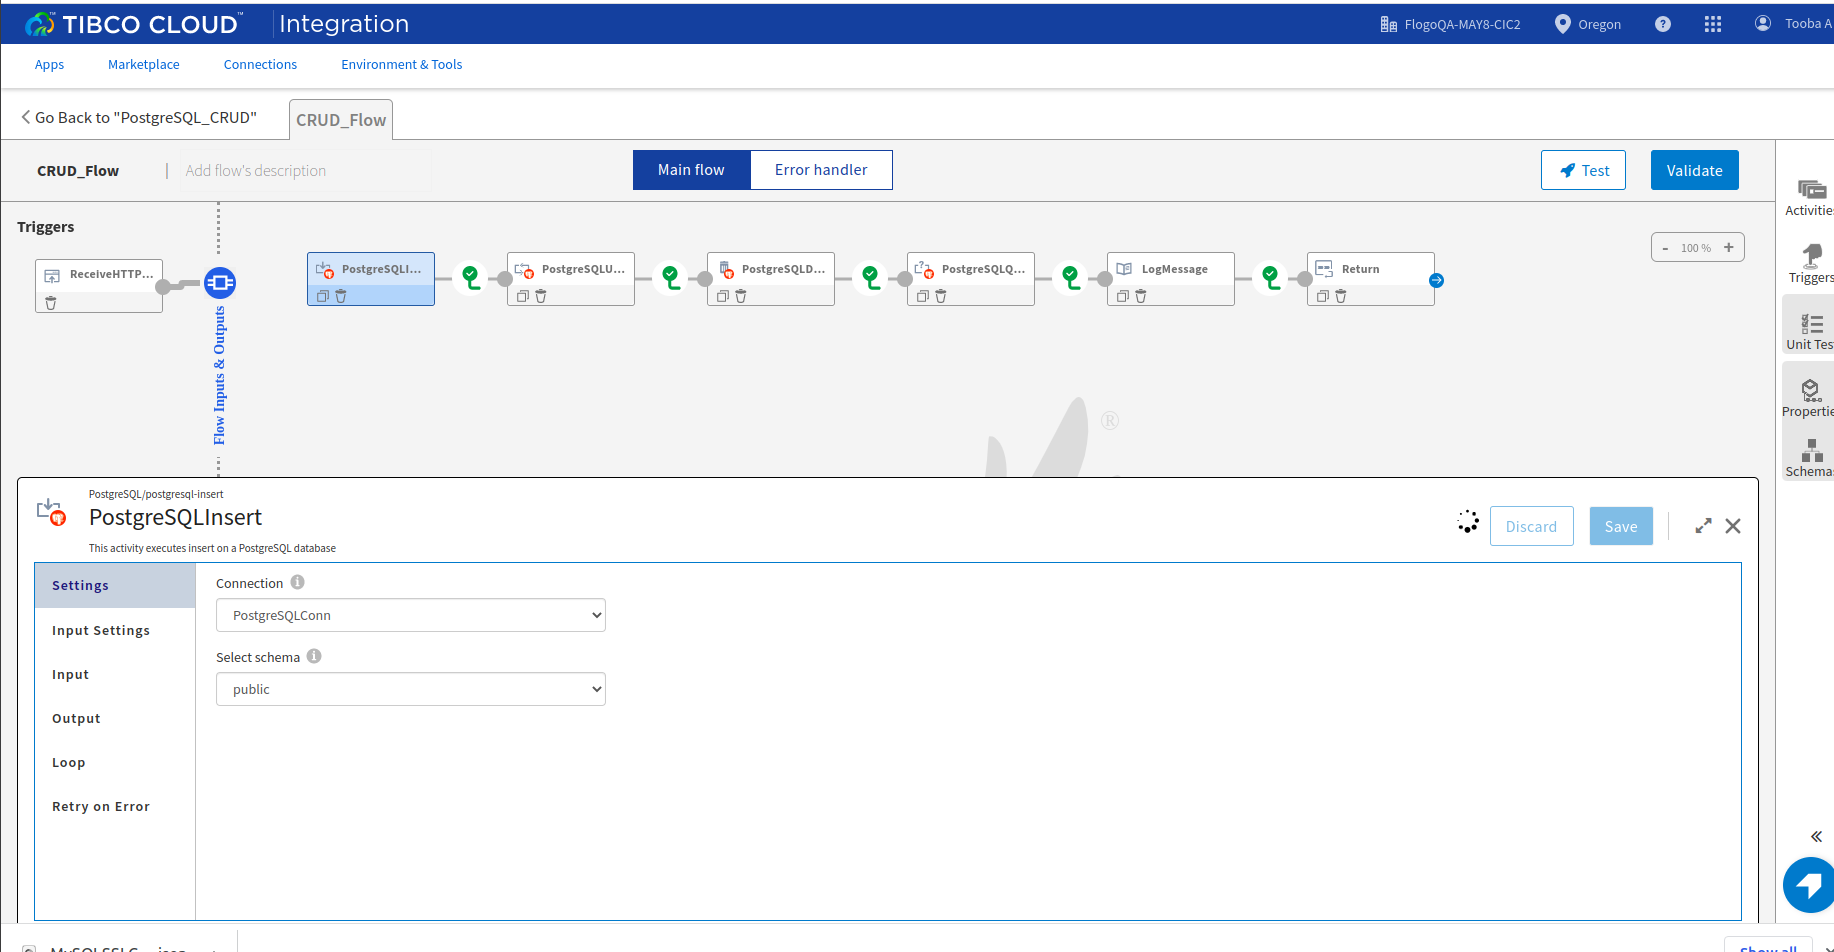 TIBCO CLOUD™ Integration
FlogoQA-MAY8-CIC2
Oregon
?
Tooba A
Apps
Marketplace
Connections
Environment & Tools
Go Back to "PostgreSQL_CRUD"
CRUD_Flow
CRUD_Flow
Add flow's description
Main flow
Error handler
Test
Validate
Activitie
Triggers
Unit Tes
Propertie
Schema
Triggers
- 100 % +
ReceiveHTTP...
PostgreSQLI...
PostgreSQLU...
PostgreSQLD...
PostgreSQLQ...
LogMessage
Return
Flow Inputs & Outputs
®
PostgreSQL/postgresql-insert
PostgreSQLInsert
This activity executes insert on a PostgreSQL database
Discard
Save
Settings
Input Settings
Input
Output
Loop
Retry on Error
Connection
PostgreSQLConn
Select schema
public
Show all